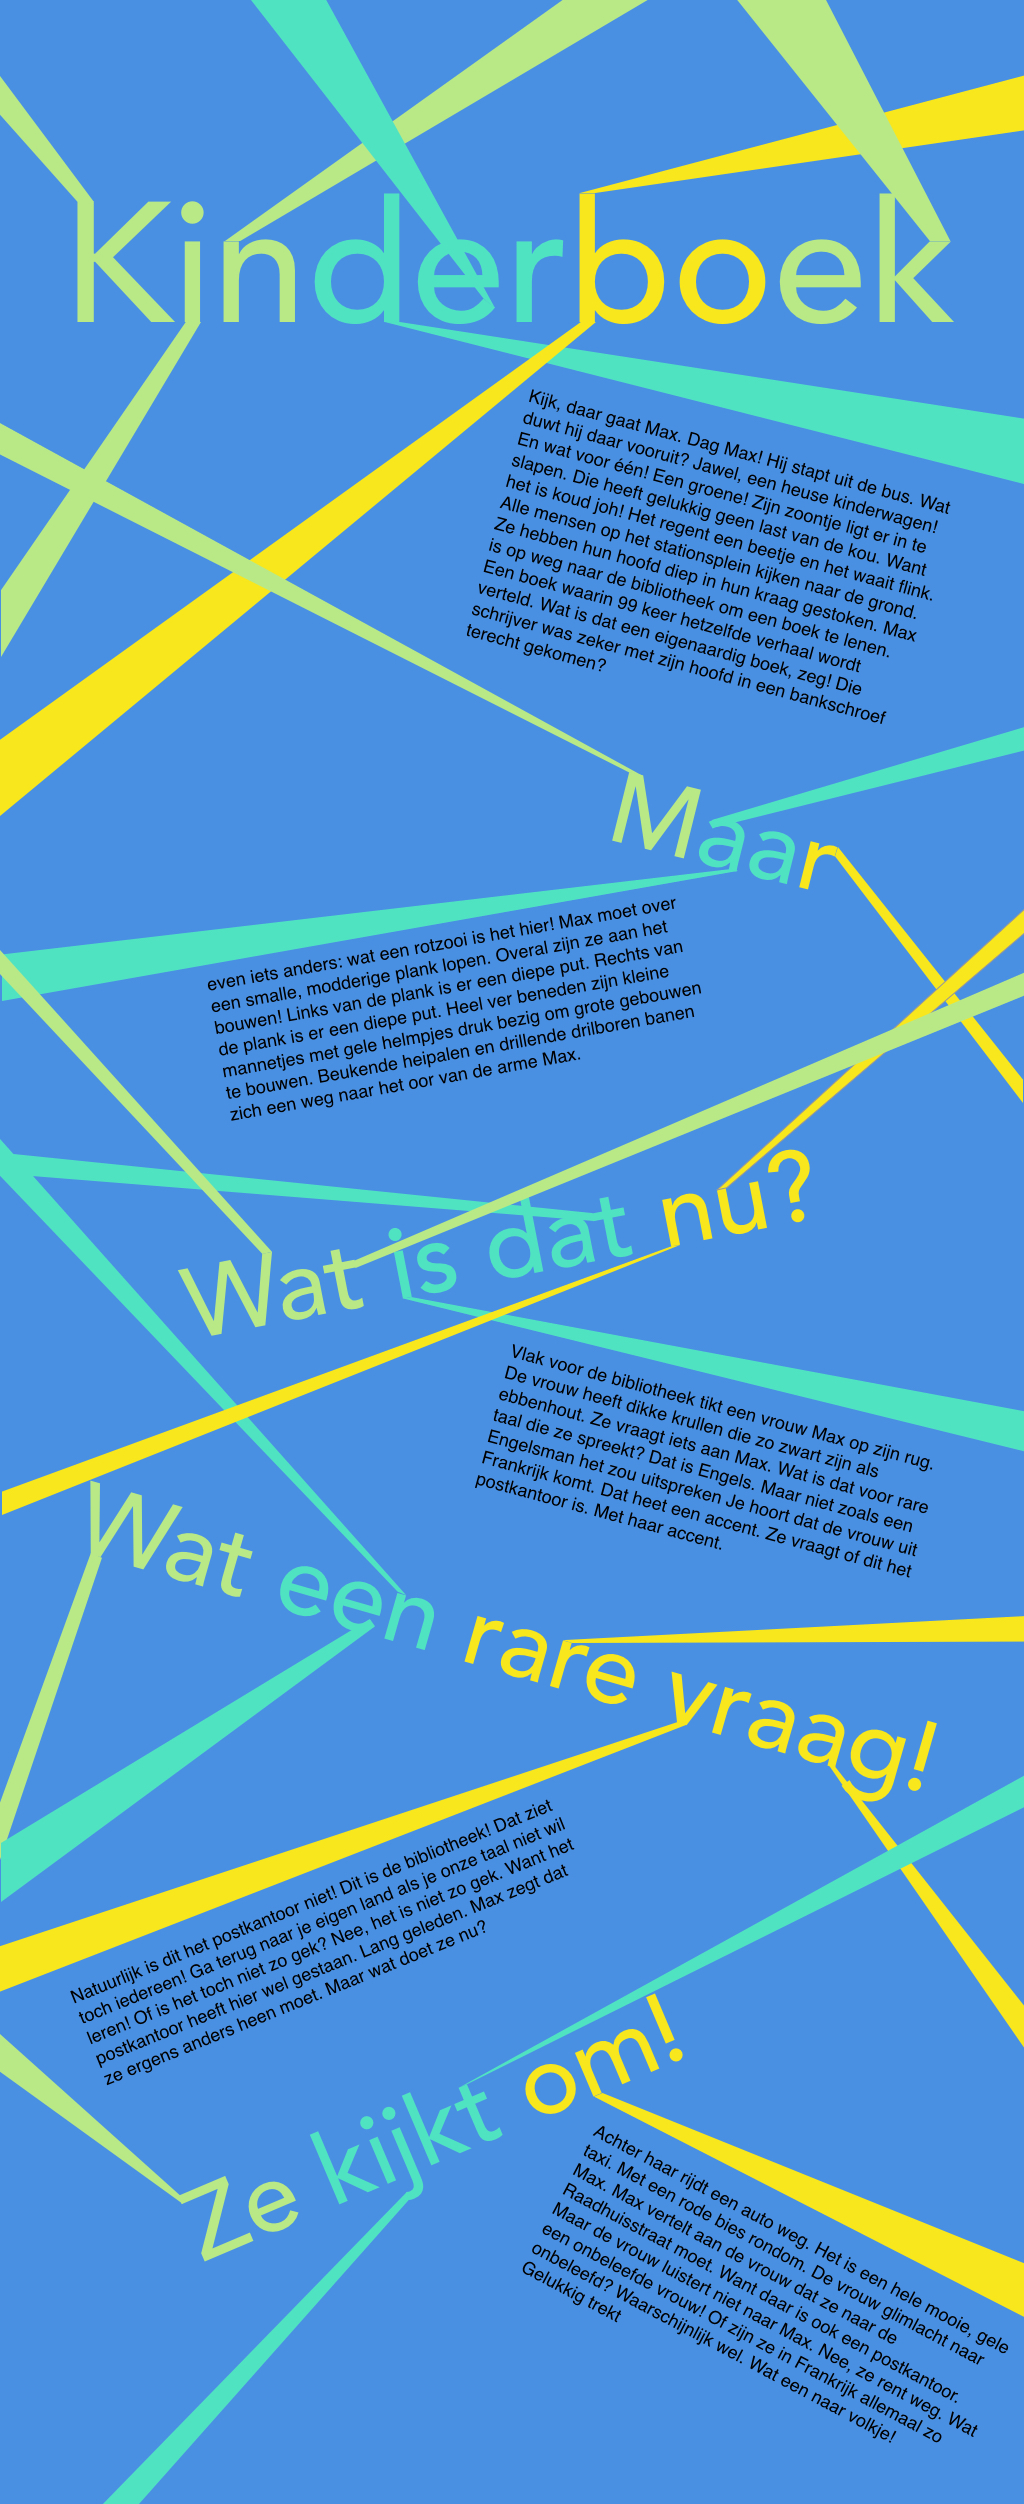 Kinderboek
Kijk, daar gaat Max. Dag Max! Hij stapt uit de bus. Wat
duwt hij daar vooruit? Jawel, een heuse kinderwagen!
En wat voor één! Een groene! Zijn zoontje ligt er in te
slapen. Die heeft gelukkig geen last van de kou. Want
het is koud joh! Het regent een beetje en het waait flink.
Alle mensen op het stationsplein kijken naar de grond.
Ze hebben hun hoofd diep in hun kraag gestoken. Max
is op weg naar de bibliotheek om een boek te lenen.
Een boek waarin 99 keer hetzelfde verhaal wordt
verteld. Wat is dat een eigenaardig boek, zeg! Die
schrijver was zeker met zijn hoofd in een bankschroef
terecht gekomen?
Maar
even iets anders: wat een rotzooi is het hier! Max moet over
een smalle, modderige plank lopen. Overal zijn ze aan het
bouwen! Links van de plank is er een diepe put. Rechts van
de plank is er een diepe put. Heel ver beneden zijn kleine
mannetjes met gele helmpjes druk bezig om grote gebouwen
te bouwen. Beukende heipalen en drillende drilboren banen
zich een weg naar het oor van de arme Max.
Wat is dat nu?
Vlak voor de bibliotheek tikt een vrouw Max op zijn rug.
De vrouw heeft dikke krullen die zo zwart zijn als
ebbenhout. Ze vraagt iets aan Max. Wat is dat voor rare
taal die ze spreekt? Dat is Engels. Maar niet zoals een
Engelsman het zou uitspreken Je hoort dat de vrouw uit
Frankrijk komt. Dat heet een accent. Ze vraagt of dit het
postkantoor is. Met haar accent.
Wat een rare vraag!
Natuurlijk is dit het postkantoor niet! Dit is de bibliotheek! Dat ziet
toch iedereen! Ga terug naar je eigen land als je onze taal niet wil
leren! Of is het toch niet zo gek? Nee, het is niet zo gek. Want het
postkantoor heeft hier wel gestaan. Lang geleden. Max zegt dat
ze ergens anders heen moet. Maar wat doet ze nu?
Ze kijkt om!
Achter haar rijdt een auto weg. Het is een hele mooie, gele
taxi. Met een rode bies rondom. De vrouw glimlacht naar
Max. Max vertelt aan de vrouw dat ze naar de
Raadhuisstraat moet. Want daar is ook een postkantoor.
Maar de vrouw luistert niet naar Max. Nee, ze rent weg. Wat
een onbeleefde vrouw! Of zijn ze in Frankrijk allemaal zo
onbeleefd? Waarschijnlijk wel. Wat een naar volkje!
Gelukkig trekt